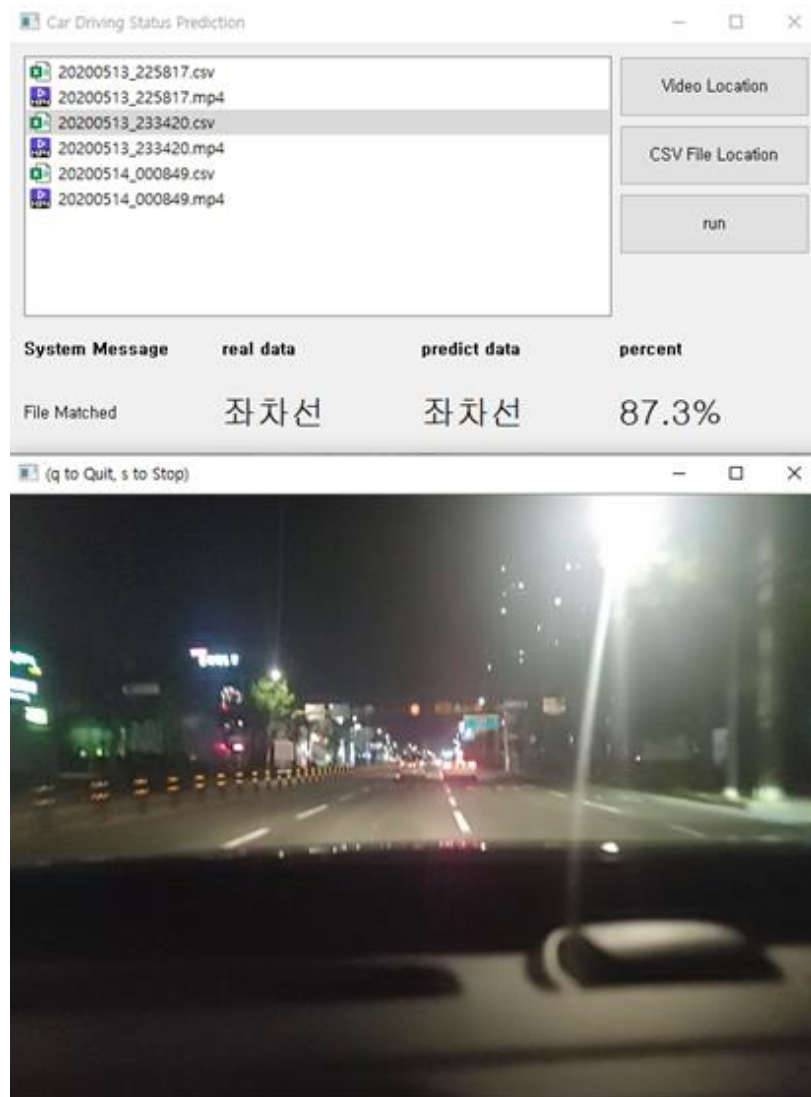 Car Driving Status Prediction
20200513_225817.csv
20200513_225817.mp4
20200513_233420.csv
20200513_233420.mp4
20200514_000849.csv
20200514_000849.mp4
Video Location
CSV File Location
run
System Message real data predict data percent
File Matched 좌차선 좌차선 87.3%
(q to Quit, s to Stop)